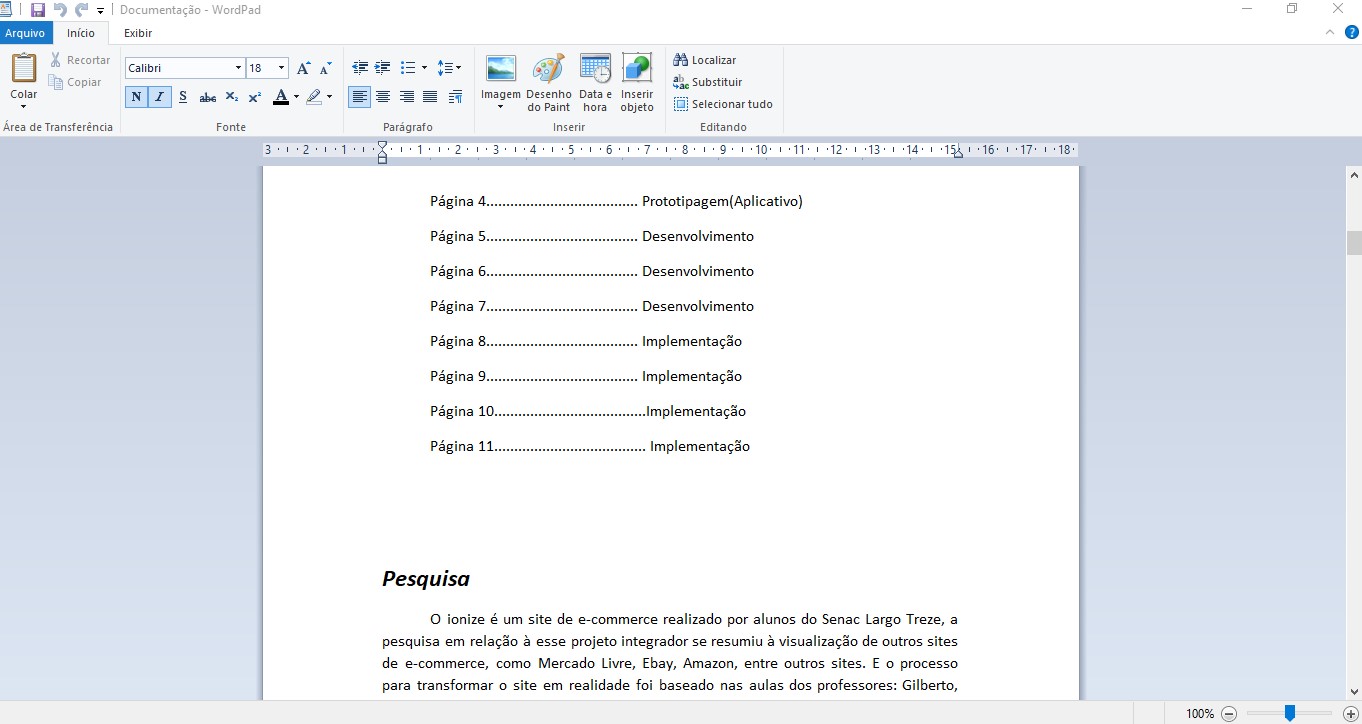 Documentação - WordPad
Arquivo Início Exibir
Colar
Recortar
Copiar
Área de Transferência
Calibri 18
N I S abc X₂ X² A
Fonte
Parágrafo
Imagem
Desenho do Paint
Data e hora
Inserir objeto
Inserir
Localizar
Substituir
Selecionar tudo
Editando
3 2 1 1 2 3 4 5 6 7 8 9 10 11 12 13 14 15 16 17 18
Página 4...................................... Prototipagem(Aplicativo)
Página 5...................................... Desenvolvimento
Página 6...................................... Desenvolvimento
Página 7...................................... Desenvolvimento
Página 8...................................... Implementação
Página 9...................................... Implementação
Página 10......................................Implementação
Página 11...................................... Implementação
Pesquisa
O ionize é um site de e-commerce realizado por alunos do Senac Largo Treze, a
pesquisa em relação à esse projeto integrador se resumiu à visualização de outros sites
de e-commerce, como Mercado Livre, Ebay, Amazon, entre outros sites. E o processo
para transformar o site em realidade foi baseado nas aulas dos professores: Gilberto,
100%